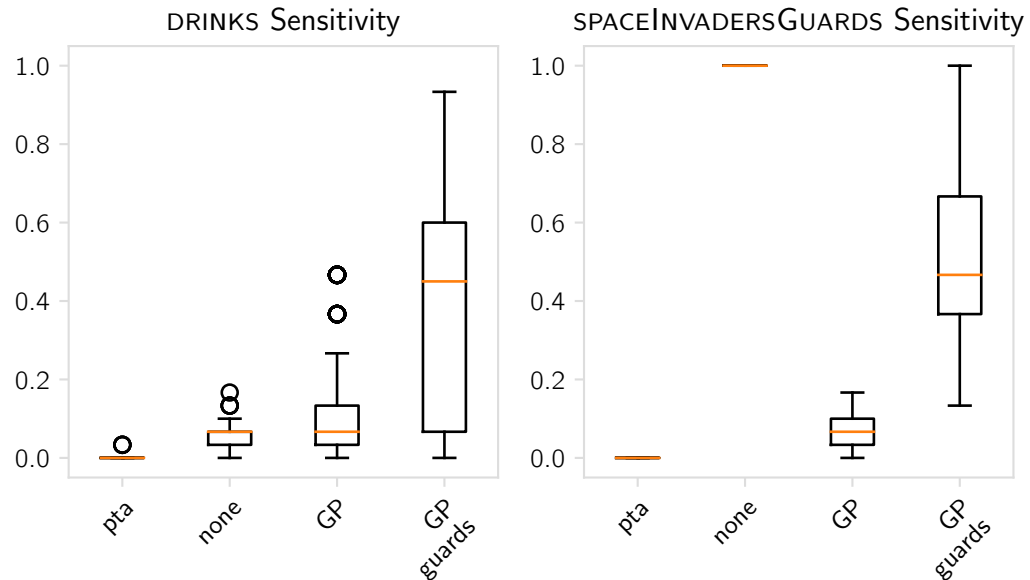 DRINKS Sensitivity
1.0
0.8
0.6
0.4
0.2
0.0
pta
none
GP
GP
guards
SPACEINVADERSGUARDS Sensitivity
1.0
0.8
0.6
0.4
0.2
0.0
pta
none
GP
GP
guards